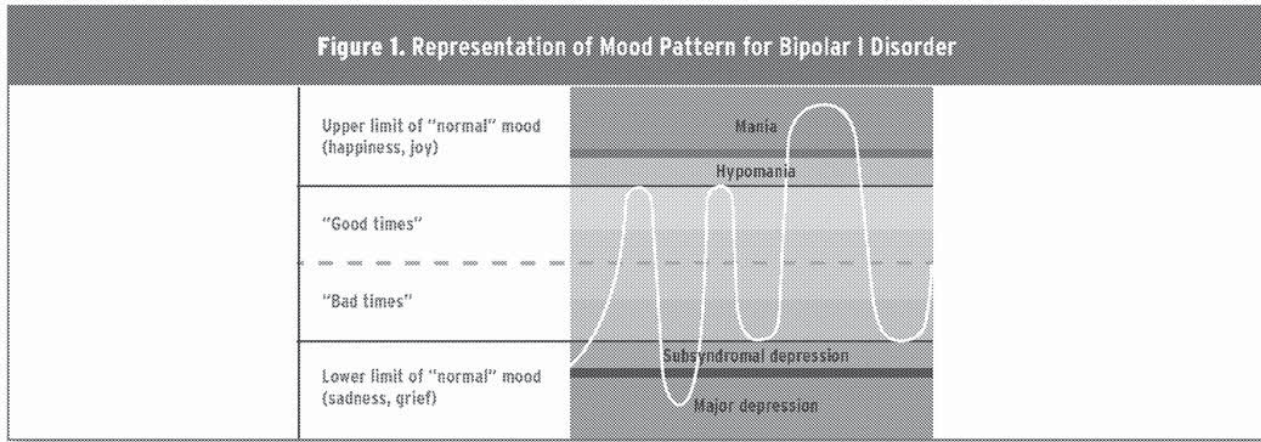 Figure 1. Representation of Mood Pattern for Bipolar I Disorder
Upper limit of "normal" mood
(happiness, joy)
Mania
Hypomania
"Good times"
"Bad times"
Subsyndromal depression
Lower limit of "normal" mood
(sadness, grief)
Major depression